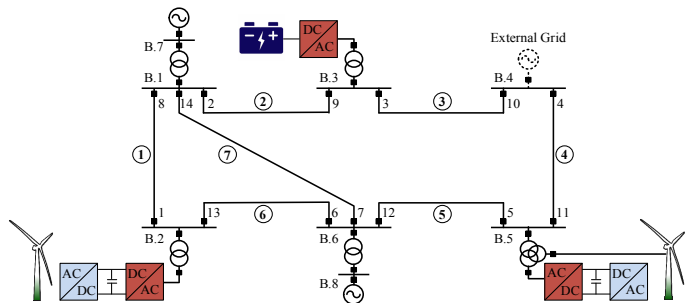 B.7
DC
AC
External Grid
B.1
B.3
B.4
8
14
2
9
3
10
4
②
③
①
⑦
④
⑥
⑤
1
13
6
7
12
5
11
B.2
B.6
B.5
AC
DC
DC
AC
B.8
AC
DC
DC
AC